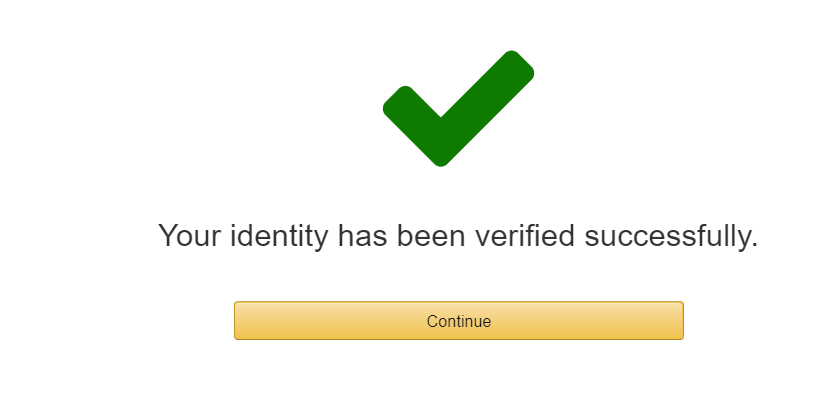 Your identity has been verified successfully.
Continue